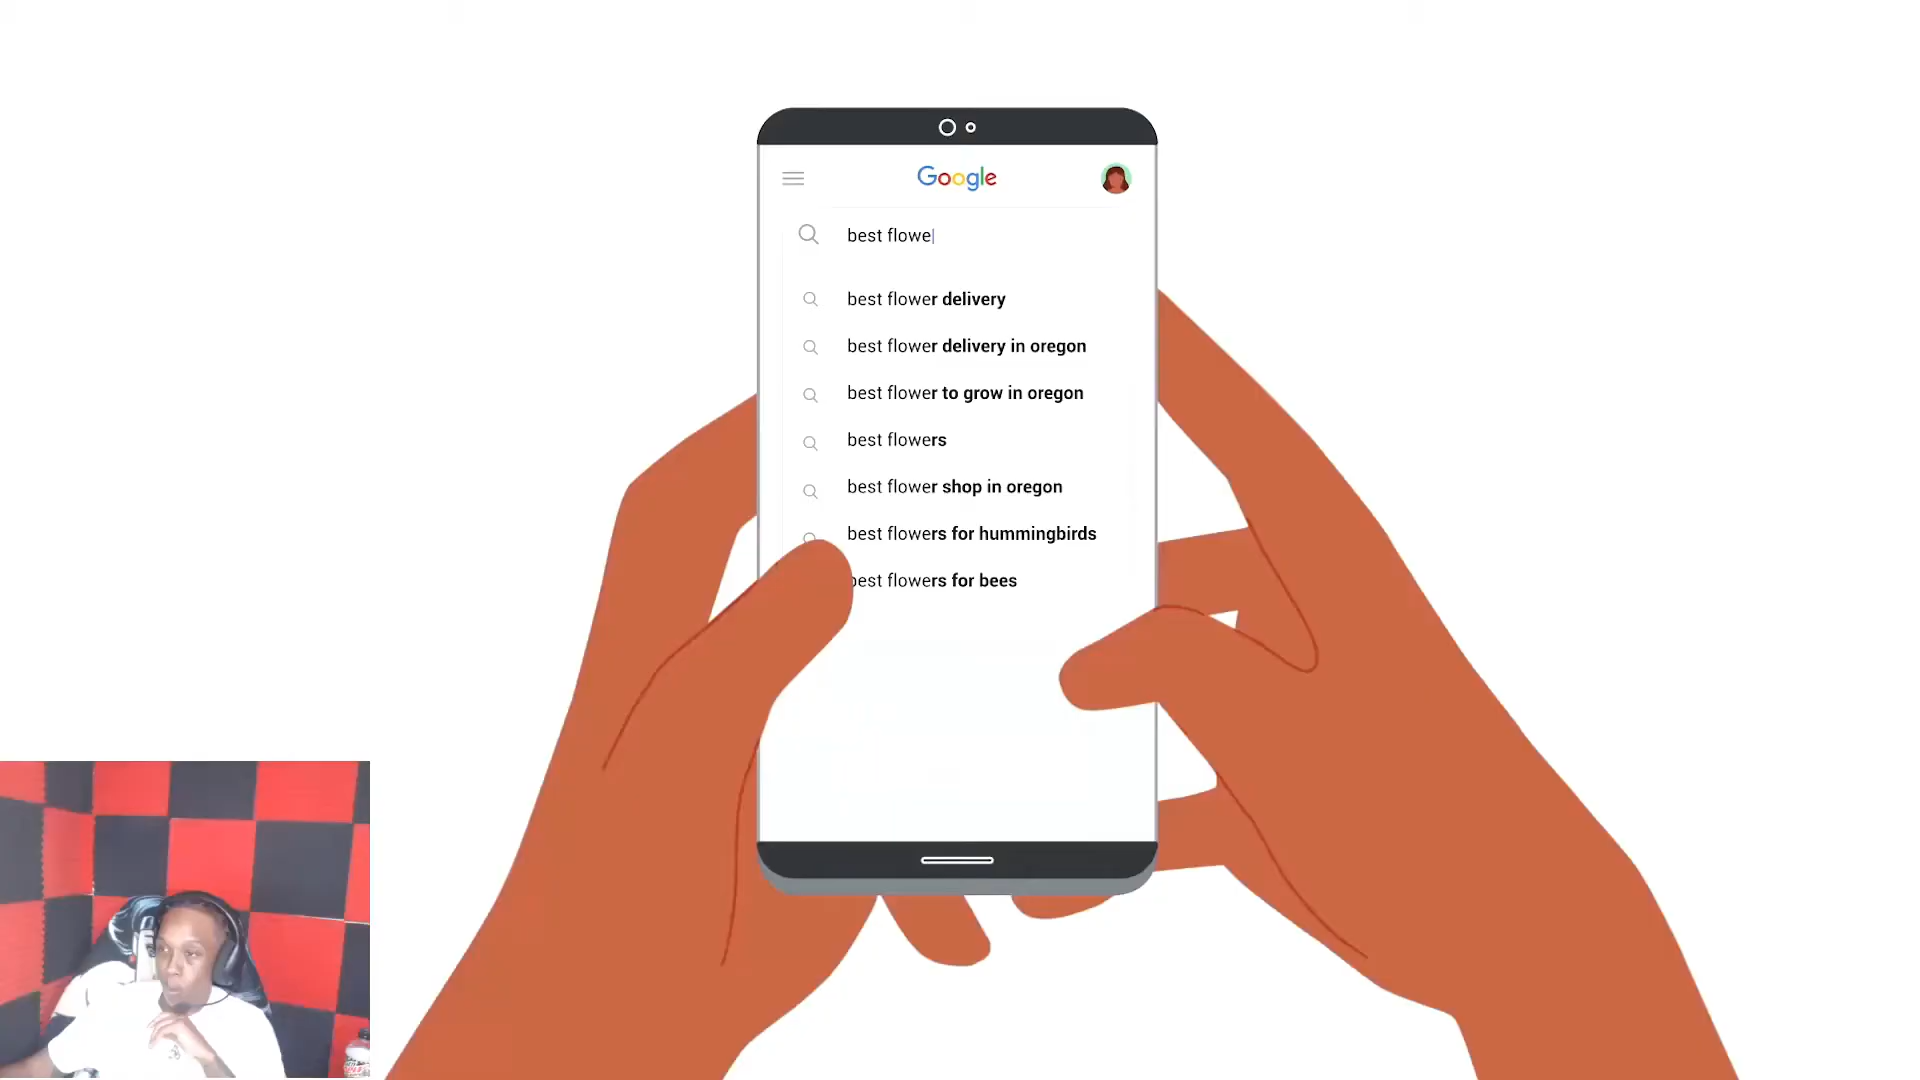 Google
best flowe
best flower delivery
best flower delivery in oregon
best flower to grow in oregon
best flowers
best flower shop in oregon
best flowers for hummingbirds
best flowers for bees